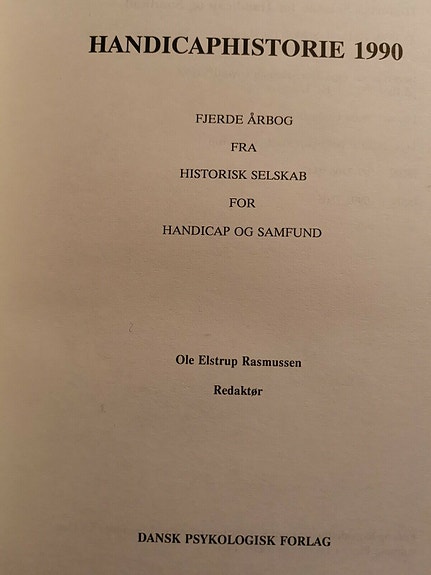 HANDICAPHISTORIE 1990
FJERDE ÅRBOG
FRA
HISTORISK SELSKAB
FOR
HANDICAP OG SAMFUND
Ole Elstrup Rasmussen
Redaktør
DANSK PSYKOLOGISK FORLAG